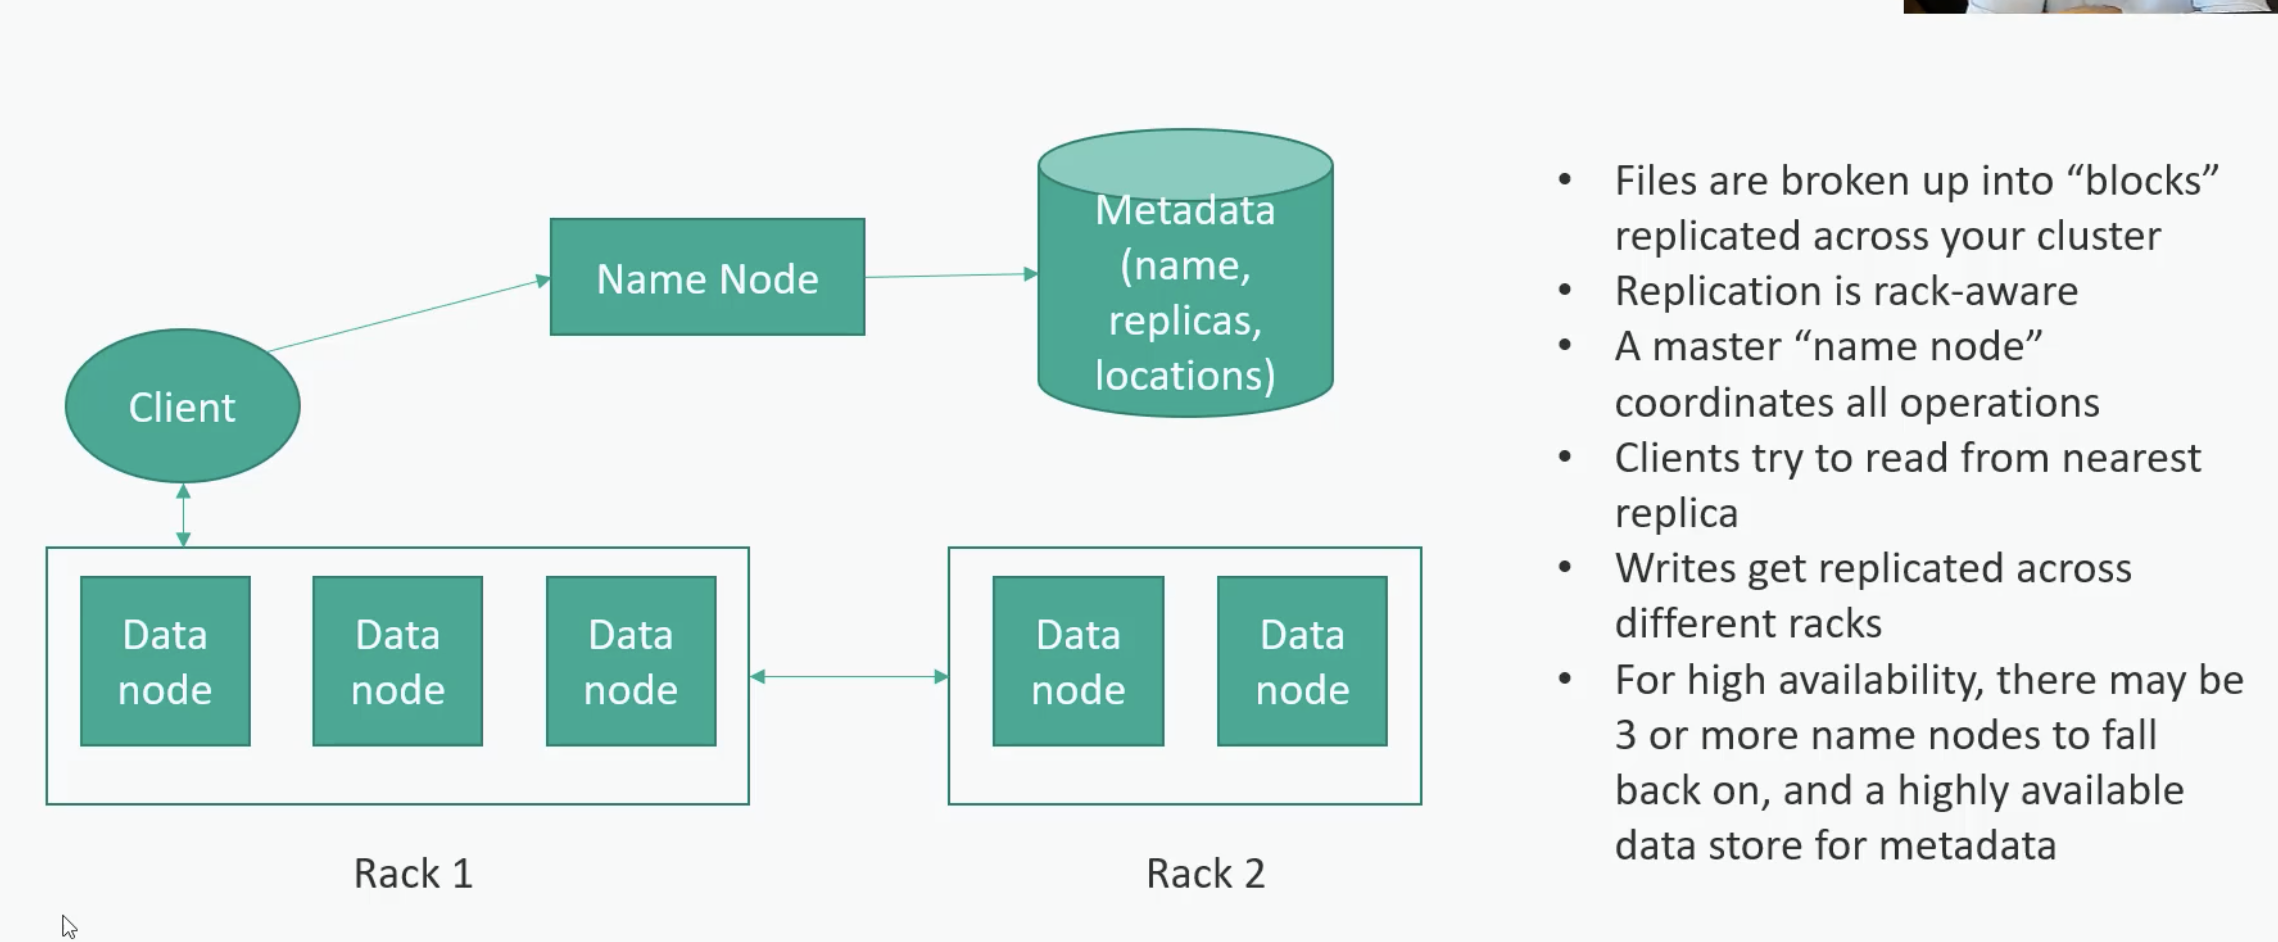 Metadata
(name,
replicas,
locations)
Name Node
Client
Data
node
Data
node
Data
node
Data
node
Data
node
Rack 1
Rack 2
• Files are broken up into “blocks”
replicated across your cluster
• Replication is rack-aware
• A master “name node”
coordinates all operations
• Clients try to read from nearest
replica
• Writes get replicated across
different racks
• For high availability, there may be
3 or more name nodes to fall
back on, and a highly available
data store for metadata